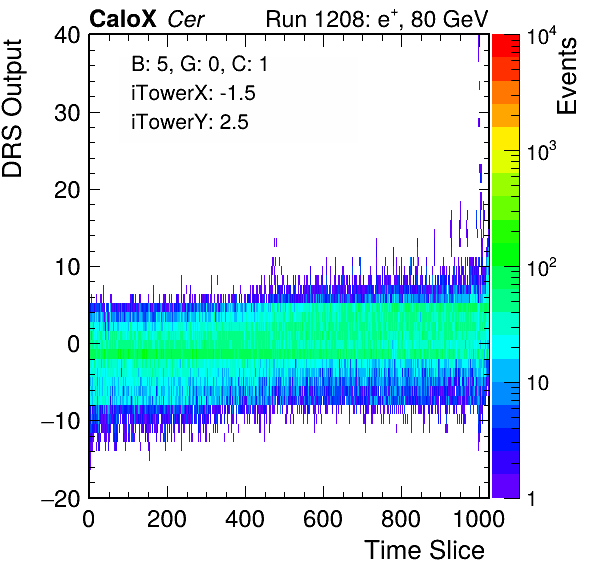 CaloX Cer Run 1208: e+, 80 GeV
B: 5, G: 0, C: 1
iTowerX: -1.5
iTowerY: 2.5
DRS Output
40
30
20
10
0
−10
−20
0 200 400 600 800 1000
Time Slice
Events
10^4
10^3
10^2
10
1